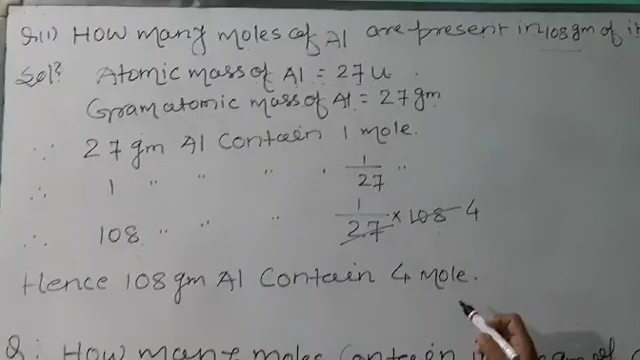 Q.(1) How many moles of Al are present in 108 gm of it
Sol? Atomic mass of Al = 27 U.
Gram atomic mass of Al = 27 gm
∵ 27 gm Al contain 1 mole.
∴ 1 " " " " 1/27 "
∴ 108 " " " 1/27 × 108 4
Hence 108 gm Al contain 4 mole.
Q: How many moles contain